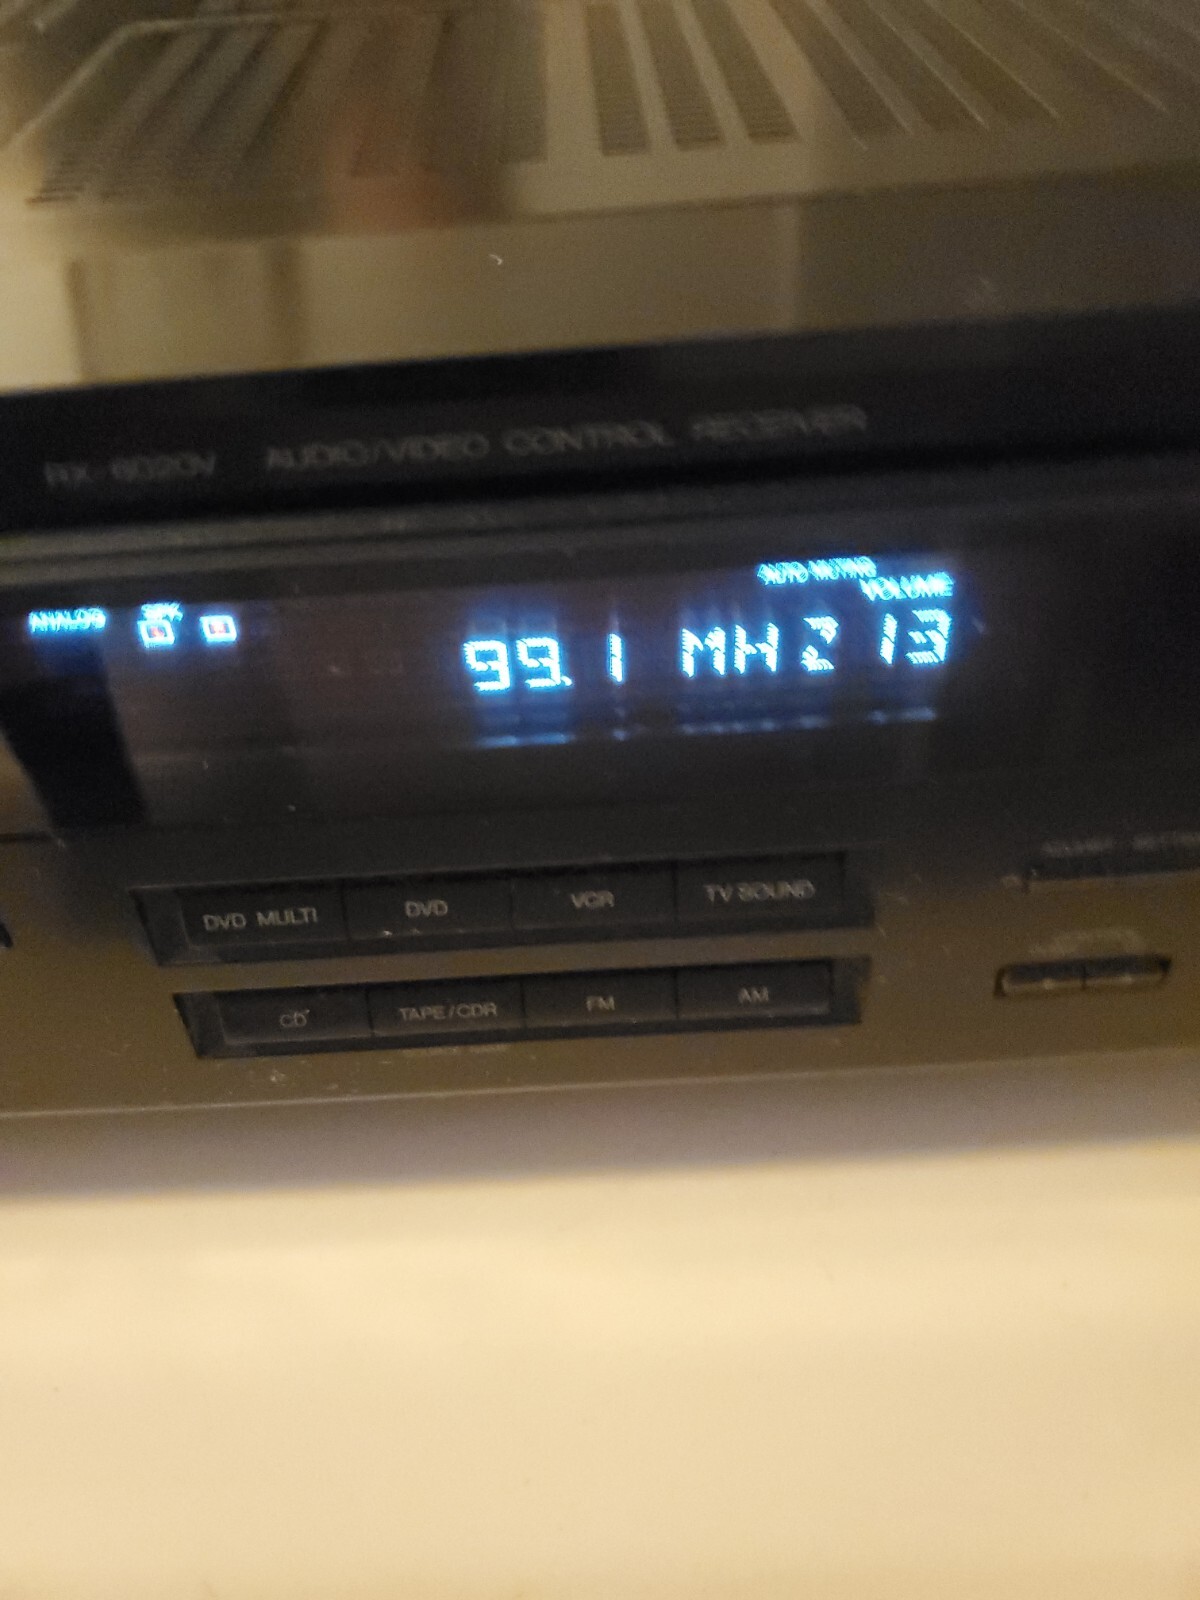 RX-6020V AUDIO/VIDEO CONTROL RECEIVER
AUTO MUTING
ANALOG SPK VOLUME
99.1 MHZ 13
DVD MULTI DVD VCR TV SOUND
CD TAPE/CDR FM AM